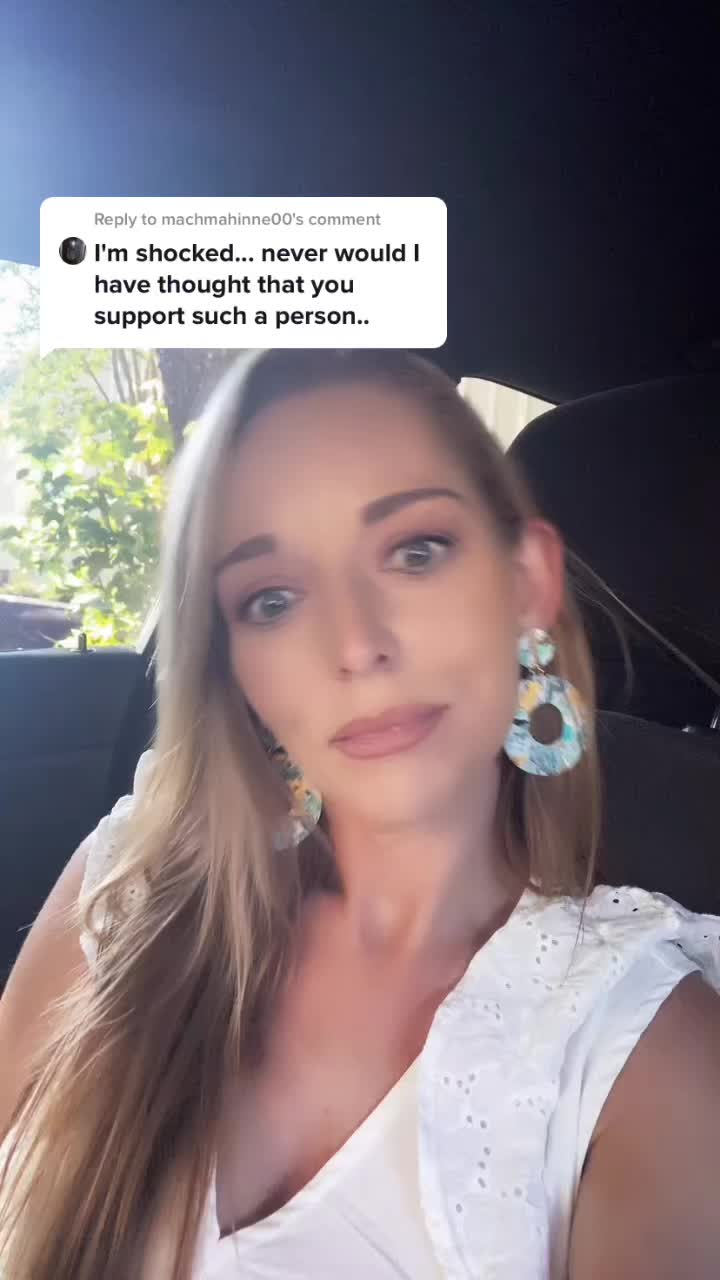 Reply to machmahinne00's comment
I'm shocked... never would I
have thought that you
support such a person..